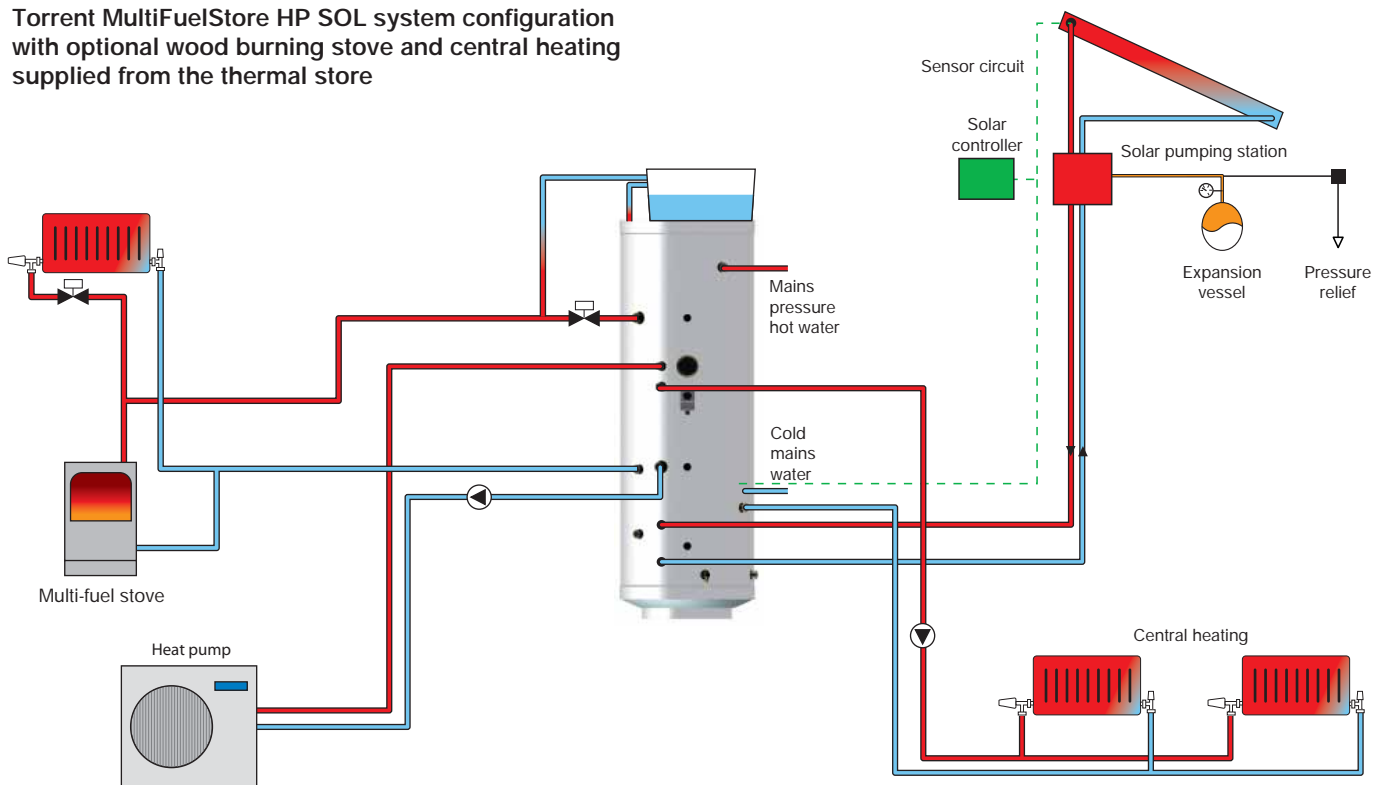 Torrent MultiFuelStore HP SOL system configuration
with optional wood burning stove and central heating
supplied from the thermal store
Sensor circuit
Solar
controller
Solar pumping station
Expansion
vessel
Pressure
relief
Mains
pressure
hot water
Cold
mains
water
Multi-fuel stove
Heat pump
Central heating